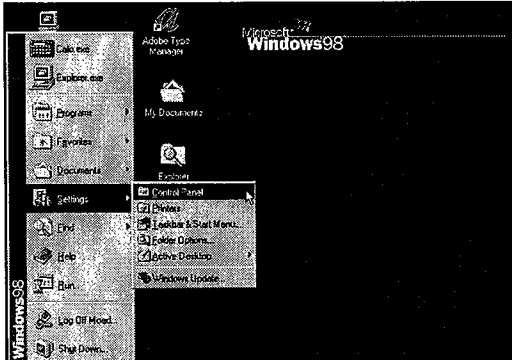 Calc.exe
Explorer.exe
Programs
Favorites
Documents
Settings
Find
Help
Run...
Log Off Moad...
Shut Down...
Windows98
Adobe Type
Manager
My Documents
Explorer
Control Panel
Printers
Taskbar & Start Menu...
Folder Options...
Active Desktop
Windows Update...
Microsoft
Windows98